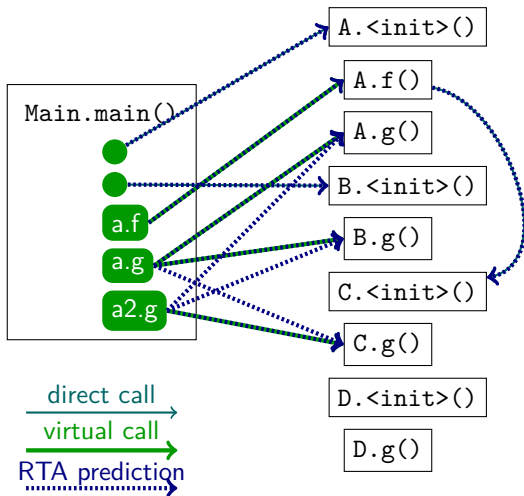 A.<init>()
A.f()
Main.main()
A.g()
B.<init>()
a.f
B.g()
a.g
C.<init>()
a2.g
C.g()
direct call
D.<init>()
virtual call
D.g()
RTA prediction